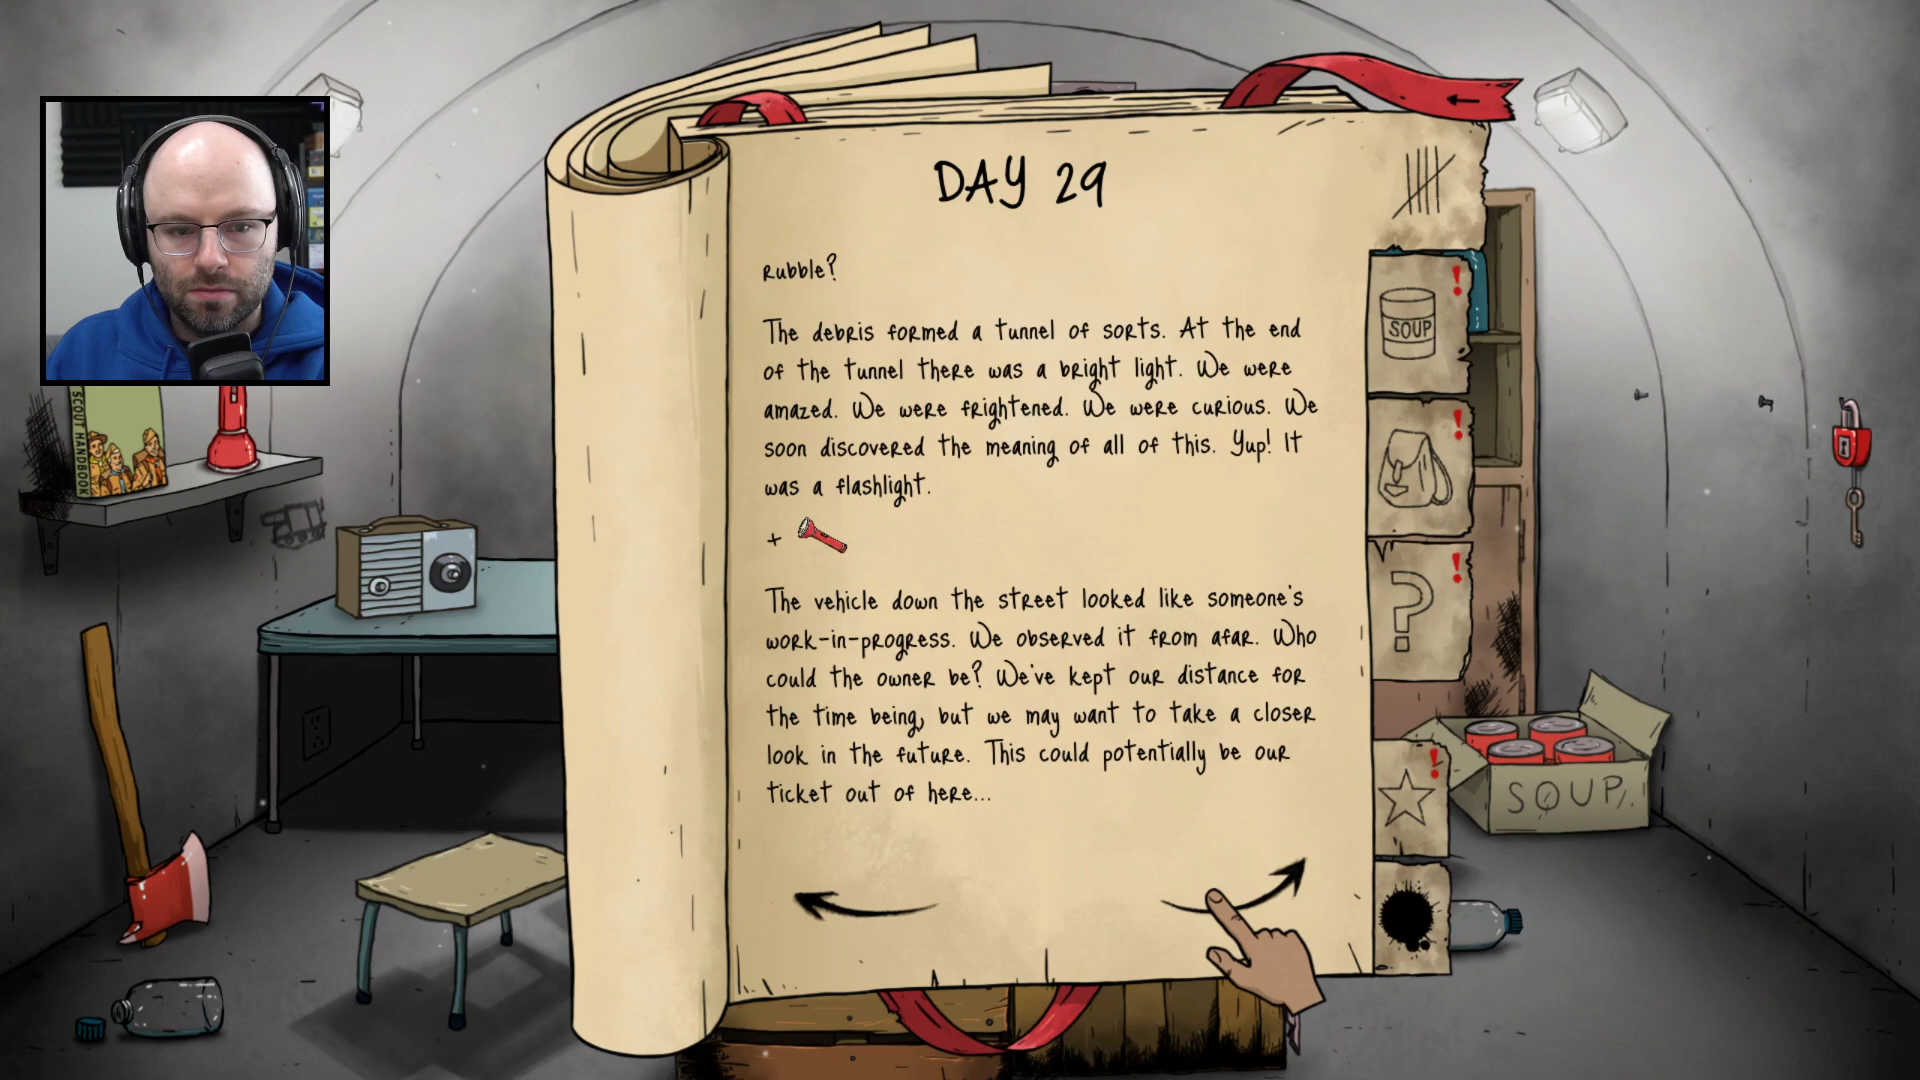 DAY 29
Rubble?
The debris formed a tunnel of sorts. At the end
of the tunnel there was a bright light. We were
amazed. We were frightened. We were curious. We
soon discovered the meaning of all of this. Yup! It
was a flashlight.
+
The vehicle down the street looked like someone's
work-in-progress. We observed it from afar. Who
could the owner be? We've kept our distance for
the time being, but we may want to take a closer
look in the future. This could potentially be our
ticket out of here...
SOUP
!
!
?
!
!
SCOUT HANDBOOK
SOUP